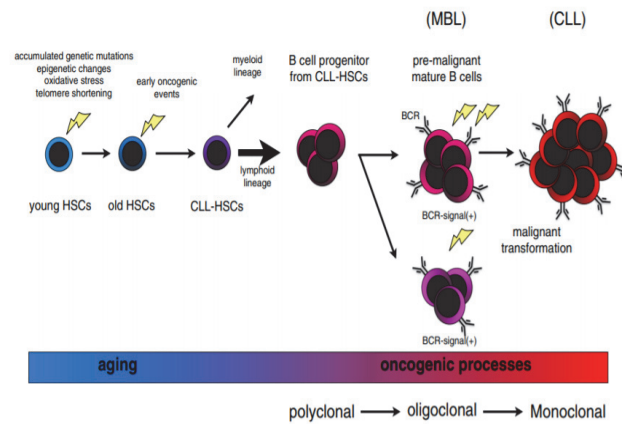 (MBL)
(CLL)
accumulated genetic mutations
epigenetic changes
oxidative stress
telomere shortening
early oncogenic
events
myeloid
lineage
B cell progenitor
from CLL-HSCs
pre-malignant
mature B cells
BCR
lymphoid
lineage
young HSCs
old HSCs
CLL-HSCs
BCR-signal(+)
malignant
transformation
BCR-signal(+)
aging
oncogenic processes
polyclonal
oligoclonal
Monoclonal